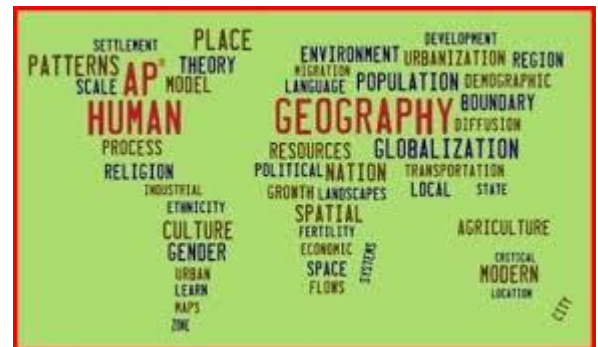 SETTLEMENT
PLACE
PATTERNS
AP®
THEORY
SCALE
MODEL
HUMAN
PROCESS
RELIGION
INDUSTRIAL
ETHNICITY
CULTURE
GENDER
URBAN
LEARN
MAPS
ZONE
DEVELOPMENT
ENVIRONMENT
URBANIZATION
REGION
MIGRATION
LANGUAGE
POPULATION
DEMOGRAPHIC
GEOGRAPHY
BOUNDARY
DIFFUSION
RESOURCES
GLOBALIZATION
POLITICAL
NATION
TRANSPORTATION
GROWTH
LANDSCAPES
LOCAL
STATE
SPATIAL
FERTILITY
ECONOMIC
SYSTEMS
SPACE
FLOWS
AGRICULTURE
CRITICAL
MODERN
LOCATION
CITY